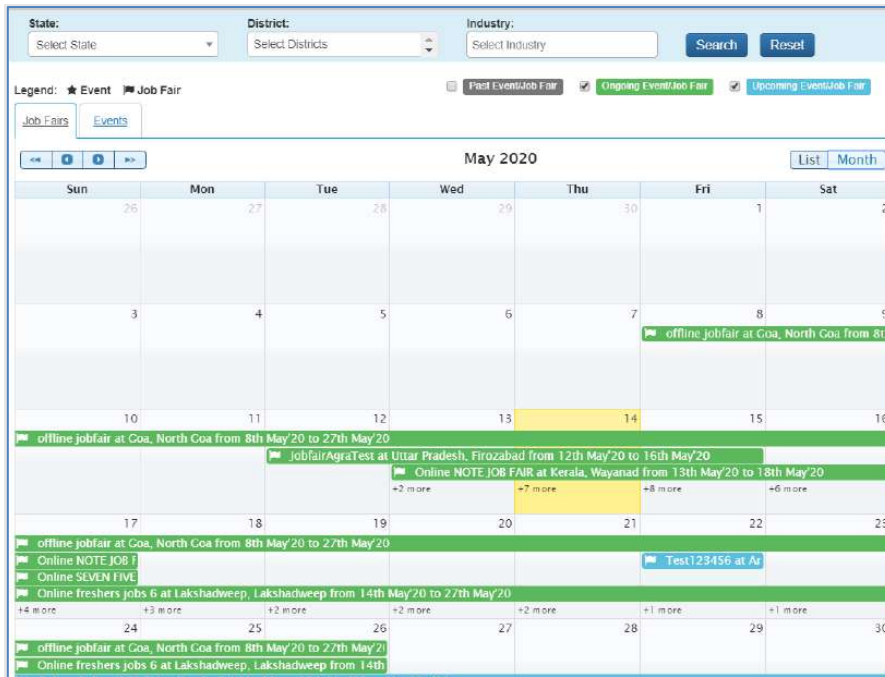 State: District: Industry:
Select State Select Districts Select Industry Search Reset
Legend: ★ Event Job Fair Past Event/Job Fair Ongoing Event/Job Fair Upcoming Event/Job Fair
Job Fairs Events
May 2020 List Month
Sun Mon Tue Wed Thu Fri Sat
26 27 28 29 30 1 2
3 4 5 6 7 8 9
offline jobfair at Goa, North Goa from 8t
10 11 12 13 14 15 16
offline jobfair at Goa, North Goa from 8th May'20 to 27th May'20
JobfairAgraTest at Uttar Pradesh, Firozabad from 12th May'20 to 16th May'20
Online NOTE JOB FAIR at Kerala, Wayanad from 13th May'20 to 18th May'20
+2 more +7 more +8 more +6 more
17 18 19 20 21 22 23
offline jobfair at Goa, North Goa from 8th May'20 to 27th May'20
Online NOTE JOB F Test123456 at Ar
Online SEVEN FIVE
Online freshers jobs 6 at Lakshadweep, Lakshadweep from 14th May'20 to 27th May'20
+4 more +3 more +2 more +2 more +2 more +1 more +1 more
24 25 26 27 28 29 30
offline jobfair at Goa, North Goa from 8th May'20 to 27th May'2
Online freshers jobs 6 at Lakshadweep, Lakshadweep from 14th